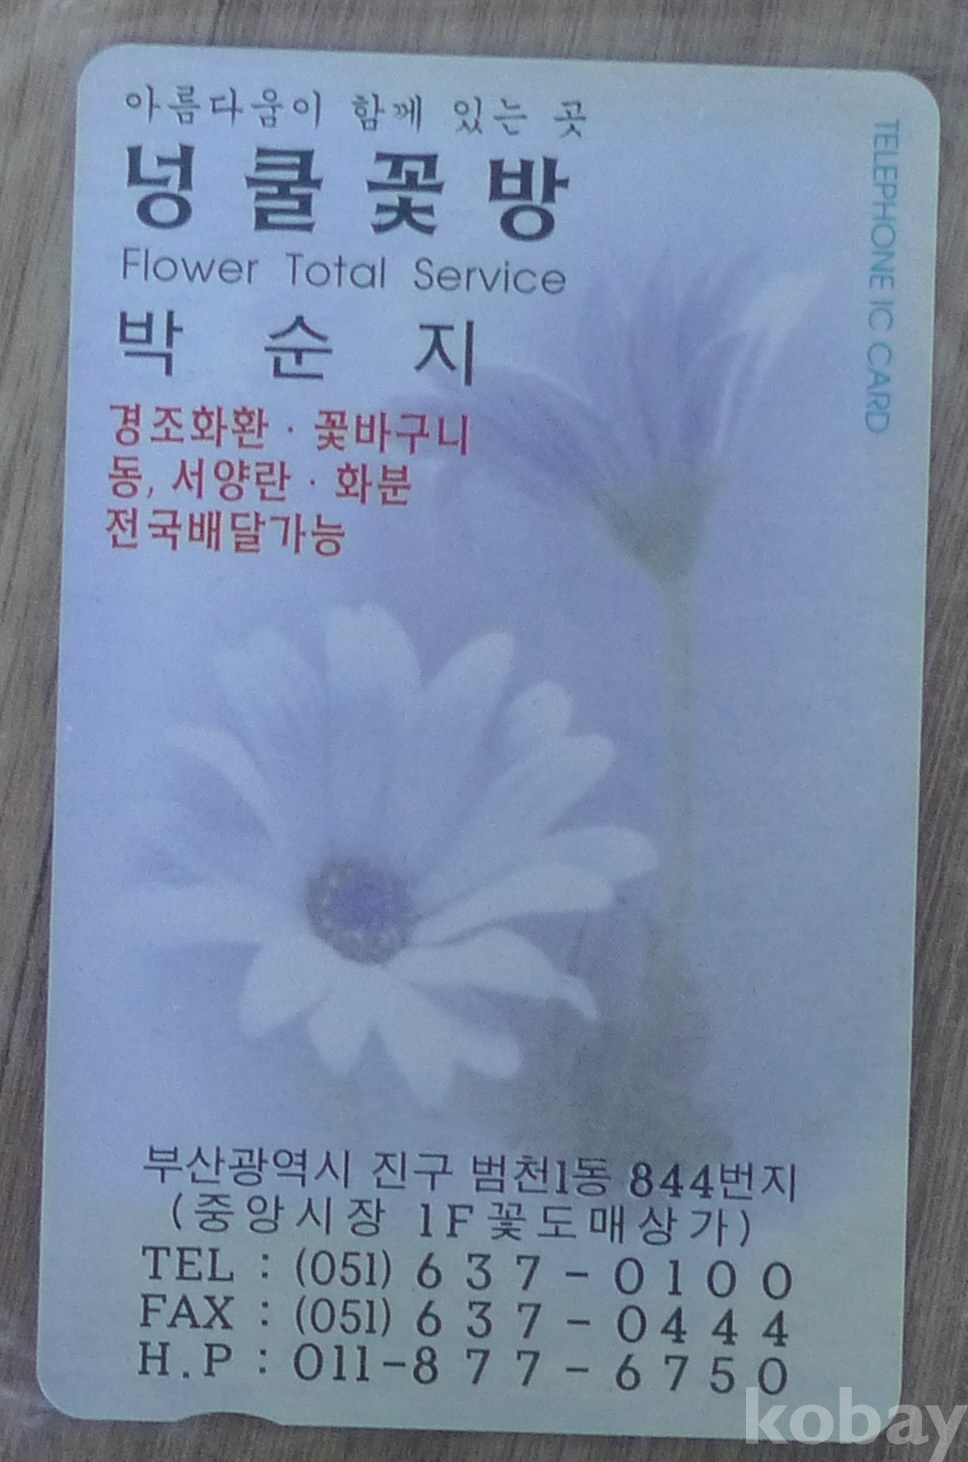 아름다움이 함께 있는 곳
넝쿨꽃방
Flower Total Service
박순지
경조화환 · 꽃바구니
동, 서양란 · 화분
전국배달가능
TELEPHONE IC CARD
부산광역시 진구 범천1동 844번지
(중앙시장 1F꽃도매상가)
TEL : (051) 637-0100
FAX : (051) 637-0444
H.P : 011-877-6750
kobay